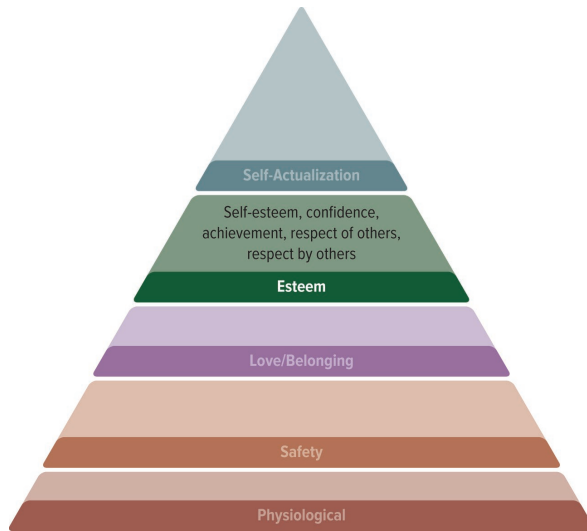 Self-Actualization
Self-esteem, confidence,
achievement, respect of others,
respect by others
Esteem
Love/Belonging
Safety
Physiological